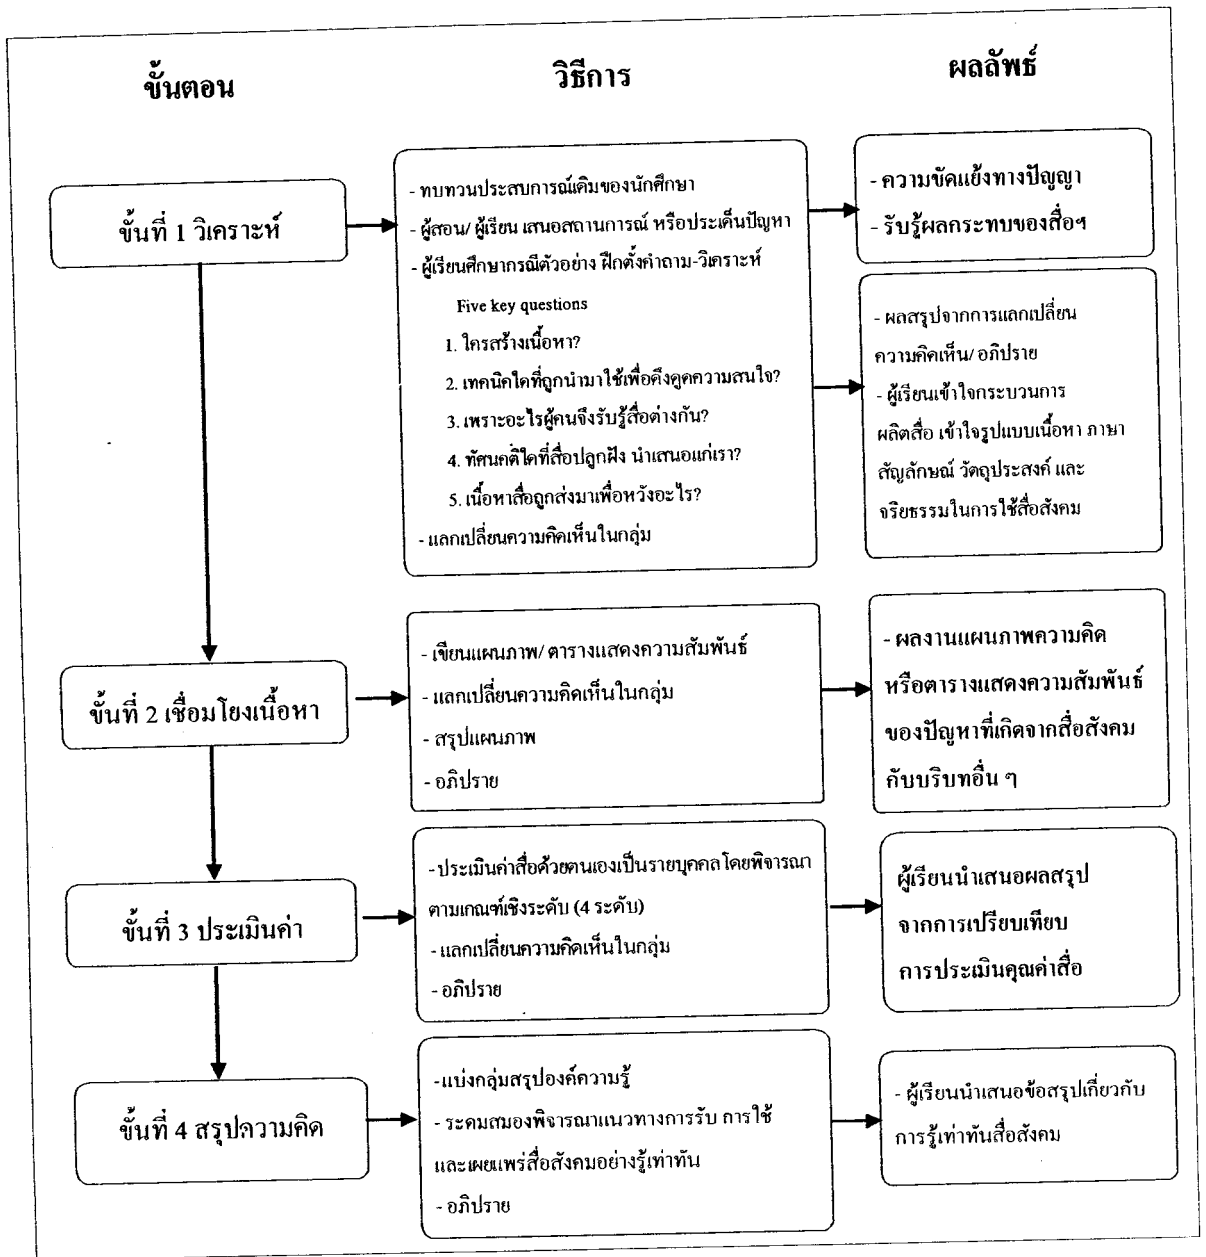 ขั้นตอน
วิธีการ
ผลลัพธ์
ขั้นที่ 1 วิเคราะห์
- ทบทวนประสบการณ์เดิมของนักศึกษา
- ผู้สอน/ ผู้เรียน เสนอสถานการณ์ หรือประเด็นปัญหา
- ผู้เรียนศึกษากรณีตัวอย่าง ฝึกตั้งคำถาม-วิเคราะห์
Five key questions
1. ใครสร้างเนื้อหา?
2. เทคนิคใดที่ถูกนำมาใช้เพื่อดึงดูดความสนใจ?
3. เพราะอะไรผู้คนจึงรับรู้สื่อต่างกัน?
4. ทัศนคติใดที่สื่อปลูกฝัง นำเสนอแก่เรา?
5. เนื้อหาสื่อถูกส่งมาเพื่อหวังอะไร?
- แลกเปลี่ยนความคิดเห็นในกลุ่ม
- ความขัดแย้งทางปัญญา
- รับรู้ผลกระทบของสื่อฯ
- ผลสรุปจากการแลกเปลี่ยน
ความคิดเห็น/ อภิปราย
- ผู้เรียนเข้าใจกระบวนการ
ผลิตสื่อ เข้าใจรูปแบบเนื้อหา ภาษา
สัญลักษณ์ วัตถุประสงค์ และ
จริยธรรมในการใช้สื่อสังคม
ขั้นที่ 2 เชื่อมโยงเนื้อหา
- เขียนแผนภาพ/ ตารางแสดงความสัมพันธ์
- แลกเปลี่ยนความคิดเห็นในกลุ่ม
- สรุปแผนภาพ
- อภิปราย
- ผลงานแผนภาพความคิด
หรือตารางแสดงความสัมพันธ์
ของปัญหาที่เกิดจากสื่อสังคม
กับบริบทอื่น ๆ
ขั้นที่ 3 ประเมินค่า
-ประเมินค่าสื่อด้วยตนเองเป็นรายบุคคลโดยพิจารณา
ตามเกณฑ์เชิงระดับ (4 ระดับ)
- แลกเปลี่ยนความคิดเห็นในกลุ่ม
- อภิปราย
ผู้เรียนนำเสนอผลสรุป
จากการเปรียบเทียบ
การประเมินคุณค่าสื่อ
ขั้นที่ 4 สรุปความคิด
-แบ่งกลุ่มสรุปองค์ความรู้
- ระดมสมองพิจารณาแนวทางการรับ การใช้
และเผยแพร่สื่อสังคมอย่างรู้เท่าทัน
- อภิปราย
- ผู้เรียนนำเสนอข้อสรุปเกี่ยวกับ
การรู้เท่าทันสื่อสังคม